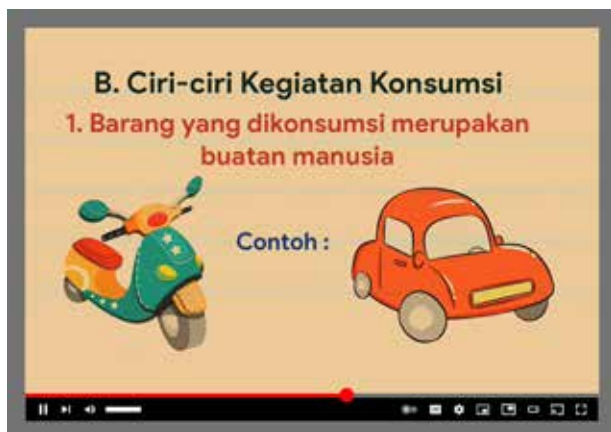 B. Ciri-ciri Kegiatan Konsumsi
1. Barang yang dikonsumsi merupakan
buatan manusia
Contoh :